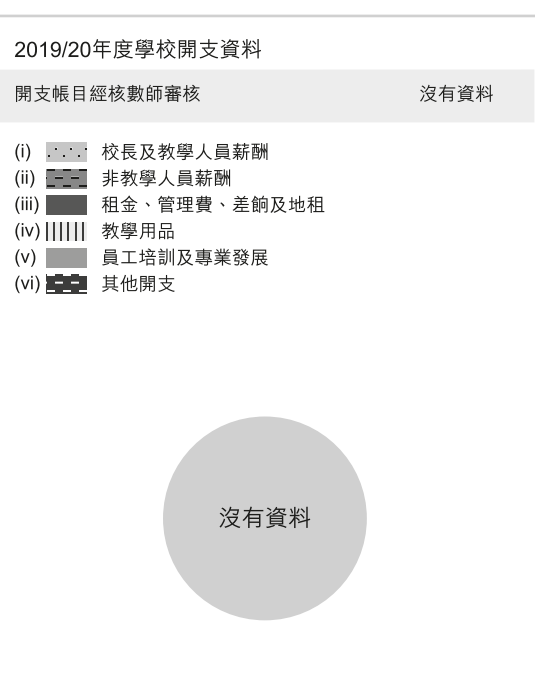 2019/20年度學校開支資料
開支帳目經核數師審核 沒有資料
(i) 校長及教學人員薪酬
(ii) 非教學人員薪酬
(iii) 租金、管理費、差餉及地租
(iv) 教學用品
(v) 員工培訓及專業發展
(vi) 其他開支
沒有資料